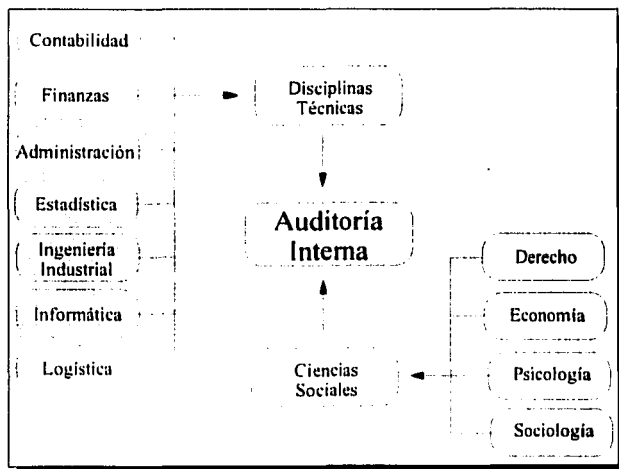 Contabilidad
Finanzas
Administración
Estadística
Ingeniería
Industrial
Informática
Logística
Disciplinas
Técnicas
Auditoría
Interna
Ciencias
Sociales
Derecho
Economía
Psicología
Sociología